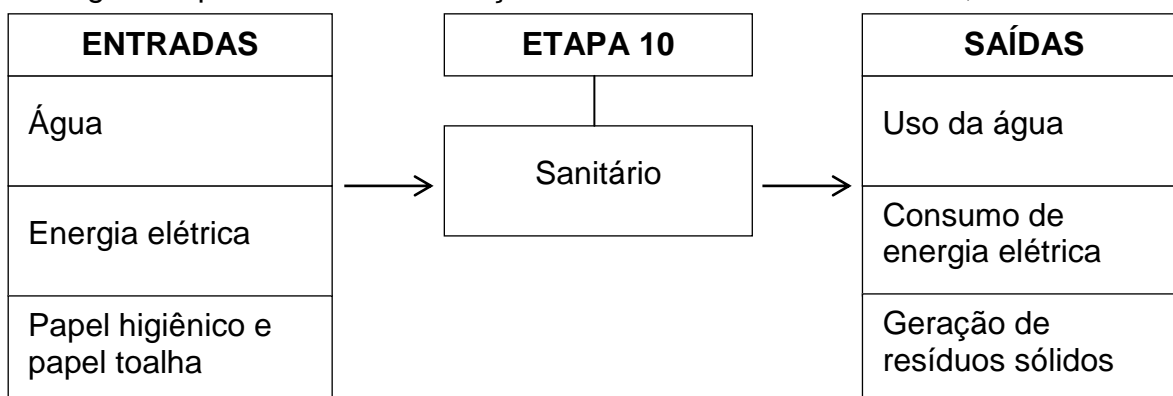 ENTRADAS
ETAPA 10
SAÍDAS
Água
Sanitário
Uso da água
Energia elétrica
Consumo de
energia elétrica
Papel higiênico e
papel toalha
Geração de
resíduos sólidos